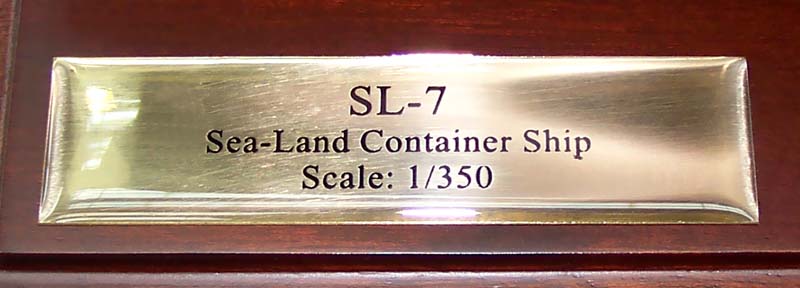 SL-7
Sea-Land Container Ship
Scale: 1/350